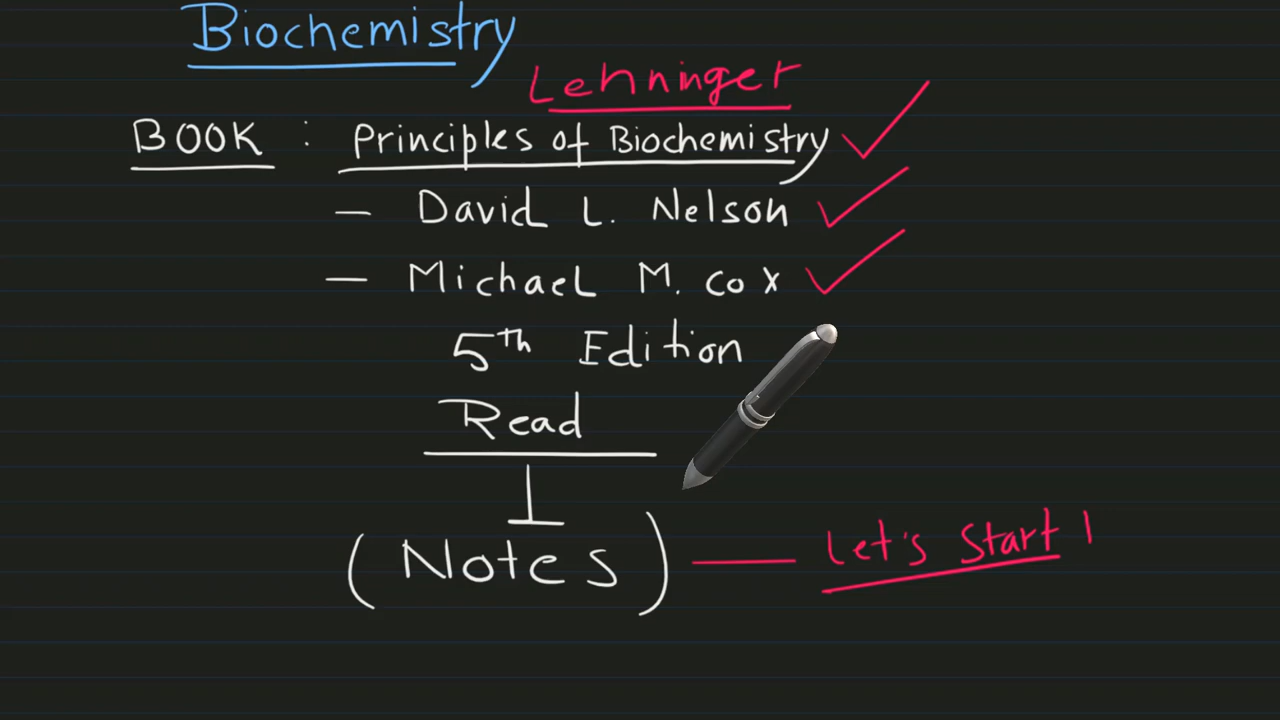 Biochemistry
Lehninger
BOOK : Principles of Biochemistry
— David L. Nelson
— Michael M. Cox
5th Edition
Read
(Notes) — Let's Start !